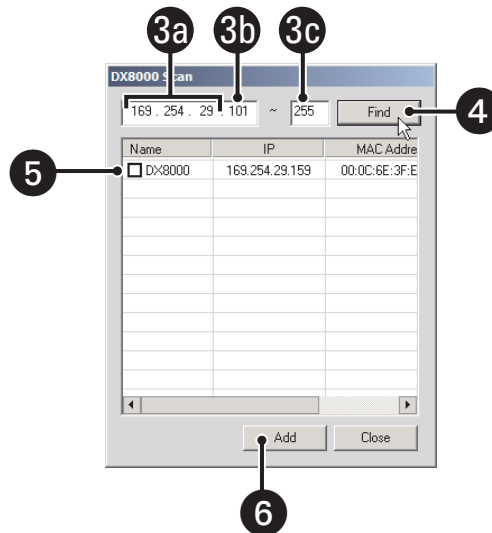 3a 3b 3c
DX8000 Scan
169 . 254 . 29 . 101 ~ 255 Find 4
Name IP MAC Addre
5 DX8000 169.254.29.159 00:0C:6E:3F:E
Add Close
6